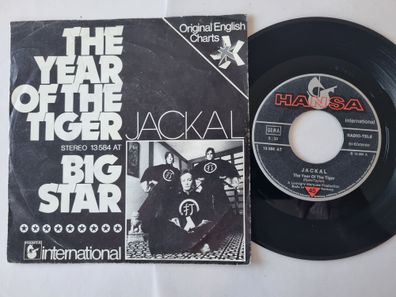 THE YEAR
OF THE
TIGER
STEREO 13 584 AT
BIG
STAR
international
Original English
Charts
JACKAL
HANSA
GEMA
international
RADIO-TELE
13 584 AT
JACKAL
The Year Of The Tiger